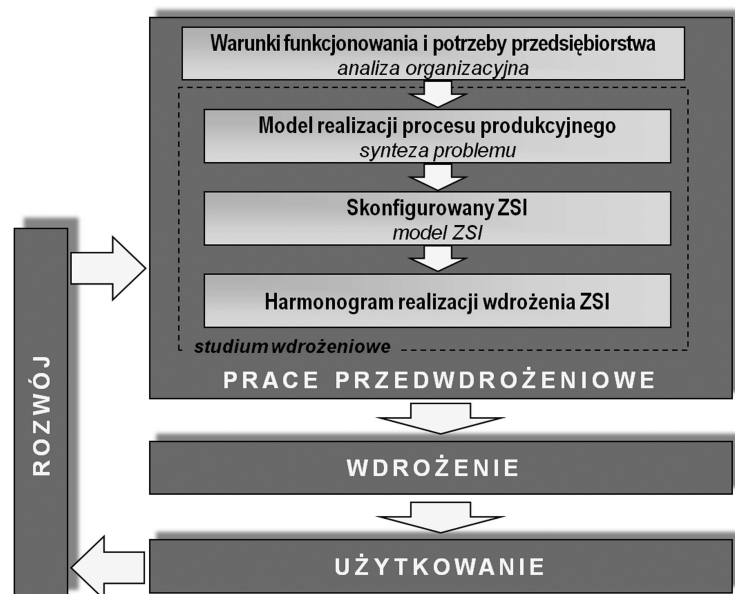 Warunki funkcjonowania i potrzeby przedsiębiorstwa
analiza organizacyjna
Model realizacji procesu produkcyjnego
synteza problemu
Skonfigurowany ZSI
model ZSI
Harmonogram realizacji wdrożenia ZSI
studium wdrożeniowe
PRACE PRZEDWDROŻENIOWE
WDROŻENIE
UŻYTKOWANIE
ROZWÓJ